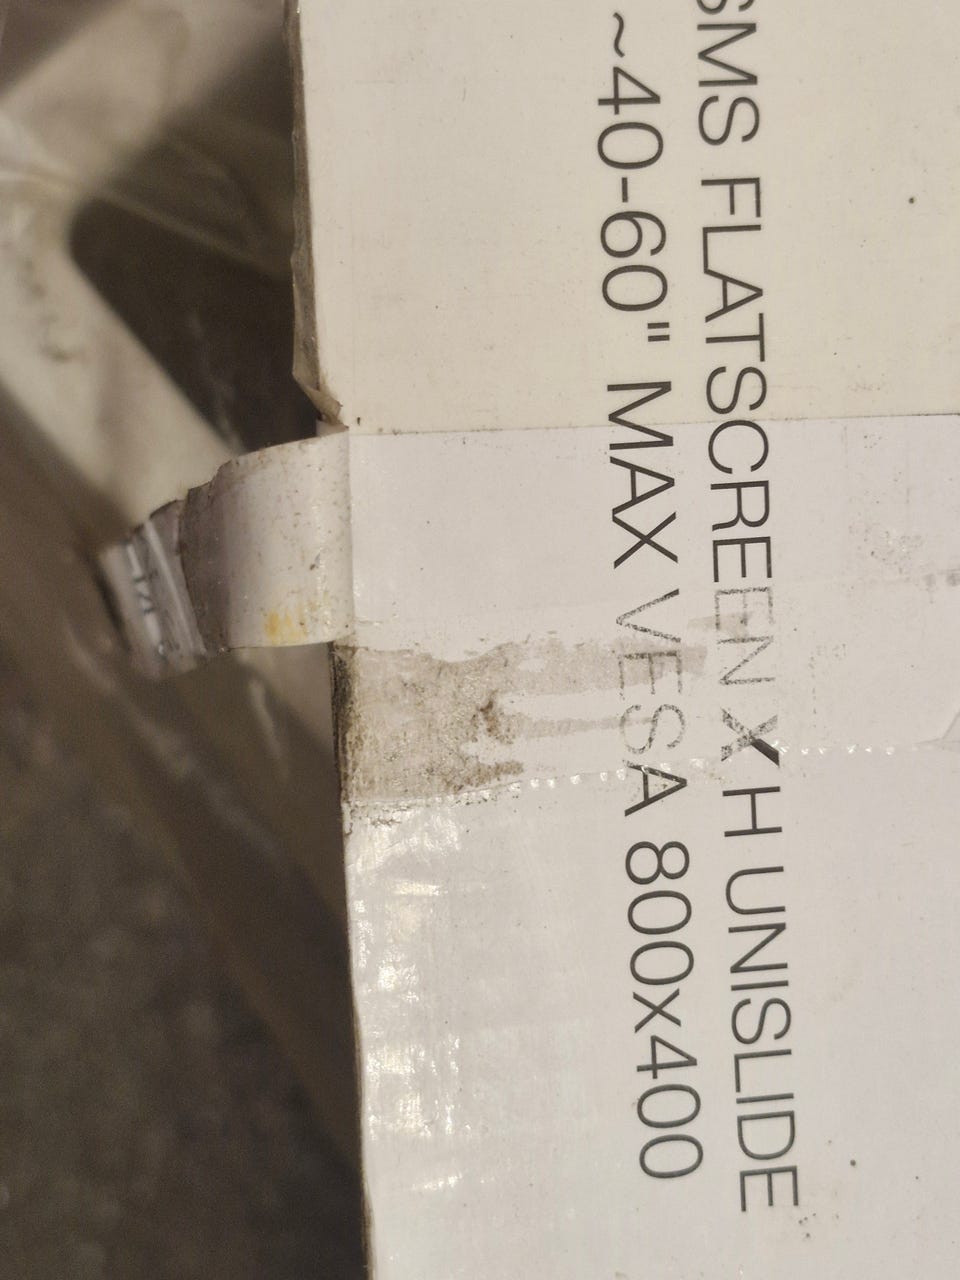 SMS FLATSCREEN X H UNISLIDE
~40-60" MAX VESA 800x400